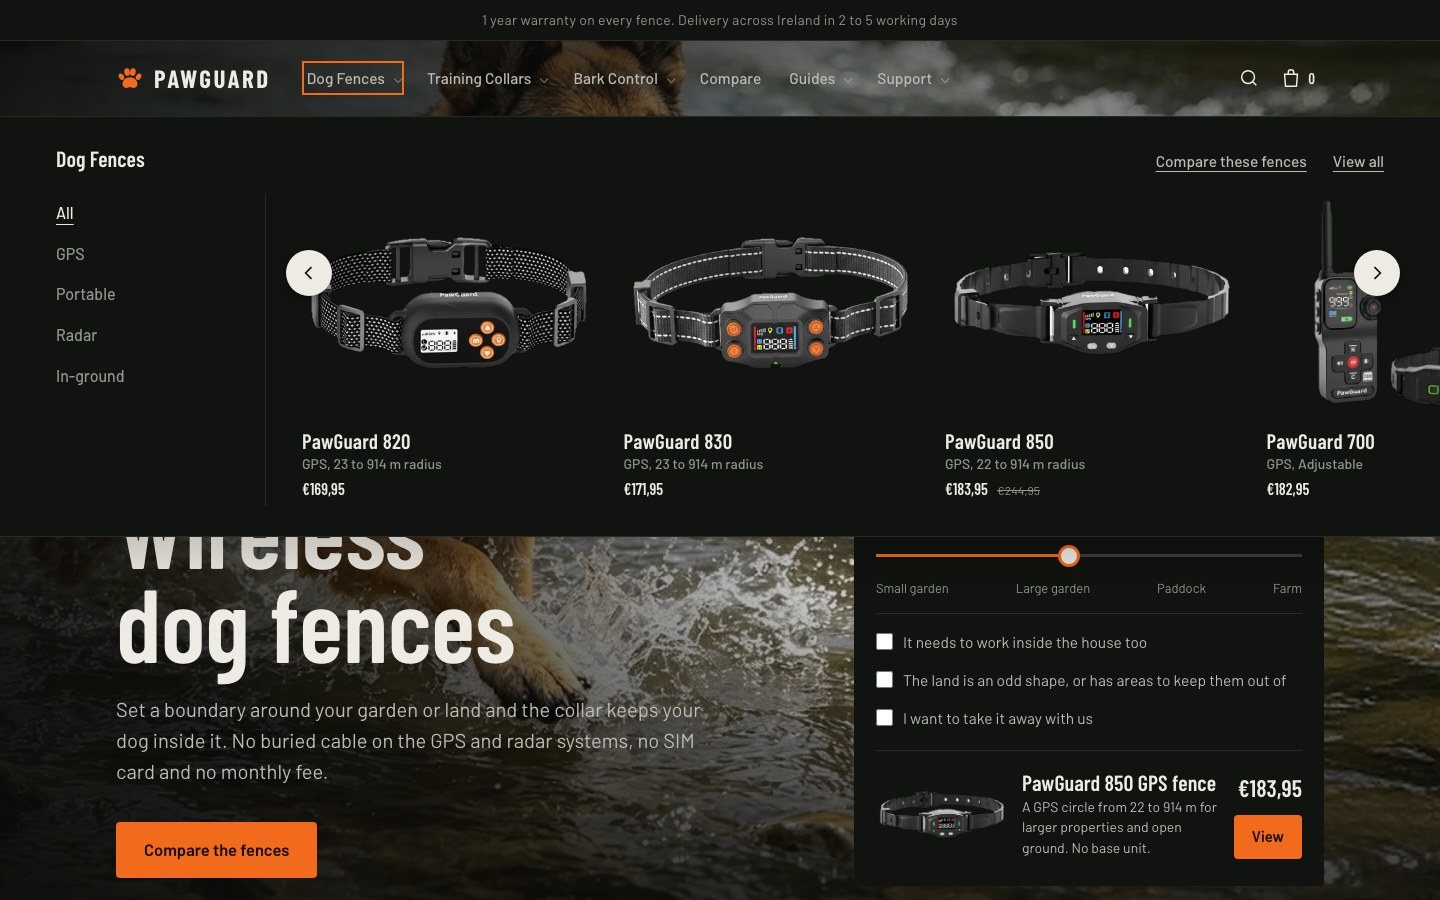 1 year warranty on every fence. Delivery across Ireland in 2 to 5 working days
PAWGUARD
Dog Fences
Training Collars
Bark Control
Compare
Guides
Support
0
Dog Fences
Compare these fences
View all
All
GPS
Portable
Radar
In-ground
PawGuard
PawGuard
PawGuard
PawGuard
PawGuard 820
GPS, 23 to 914 m radius
€169,95
PawGuard 830
GPS, 23 to 914 m radius
€171,95
PawGuard 850
GPS, 22 to 914 m radius
€183,95 €244,95
PawGuard 700
GPS, Adjustable
€182,95
Wireless
dog fences
Set a boundary around your garden or land and the collar keeps your
dog inside it. No buried cable on the GPS and radar systems, no SIM
card and no monthly fee.
Compare the fences
Small garden
Large garden
Paddock
Farm
It needs to work inside the house too
The land is an odd shape, or has areas to keep them out of
I want to take it away with us
PawGuard 850 GPS fence
A GPS circle from 22 to 914 m for
larger properties and open
ground. No base unit.
€183,95
View